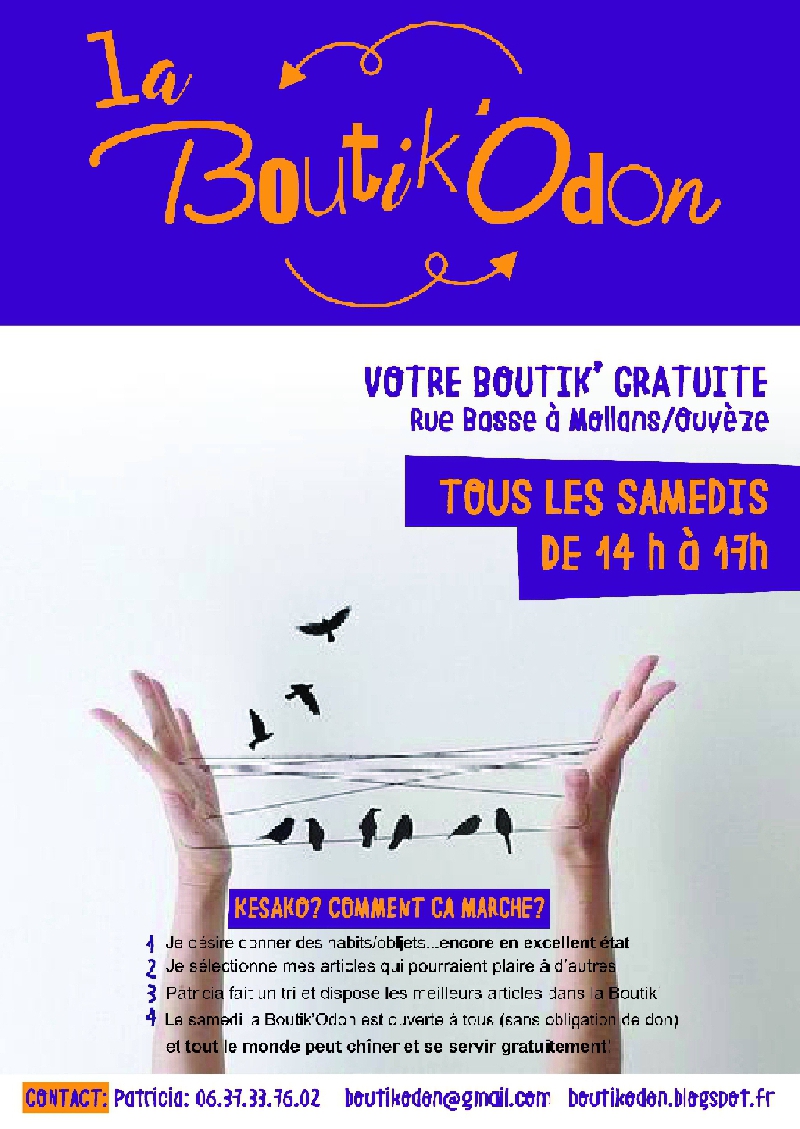 la
Boutik'Odon
VOTRE BOUTIK' GRATUITE
Rue Basse à Mollans/Ouvèze
TOUS LES SAMEDIS
DE 14 h à 17h
KESAKO? COMMENT CA MARCHE?
1 Je désire donner des habits/objets...encore en excellent état
2 Je sélectionne mes articles qui pourraient plaire à d'autres
3 Patricia fait un tri et dispose les meilleurs articles dans la Boutik'
4 Le samedi la Boutik'Odon est ouverte à tous (sans obligation de don)
et tout le monde peut chîner et se servir gratuitement!
CONTACT: Patricia: 06.37.33.76.02 boutikodon@gmail.com boutikodon.blogspot.fr